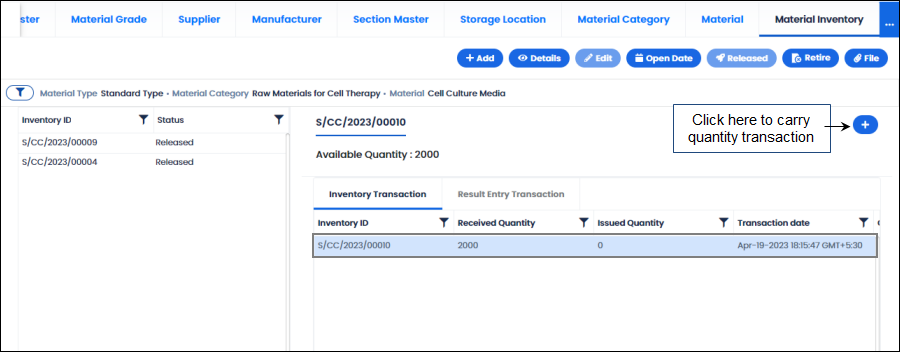 ster Material Grade Supplier Manufacturer Section Master Storage Location Material Category Material Material Inventory ...
+ Add Details Edit Open Date Released Retire File
Material Type Standard Type • Material Category Raw Materials for Cell Therapy • Material Cell Culture Media
Inventory ID Status
S/CC/2023/00009 Released
S/CC/2023/00004 Released
S/CC/2023/00010
Click here to carry
quantity transaction
+
Available Quantity : 2000
Inventory Transaction Result Entry Transaction
Inventory ID Received Quantity Issued Quantity Transaction date
S/CC/2023/00010 2000 0 Apr-19-2023 18:15:47 GMT+5:30